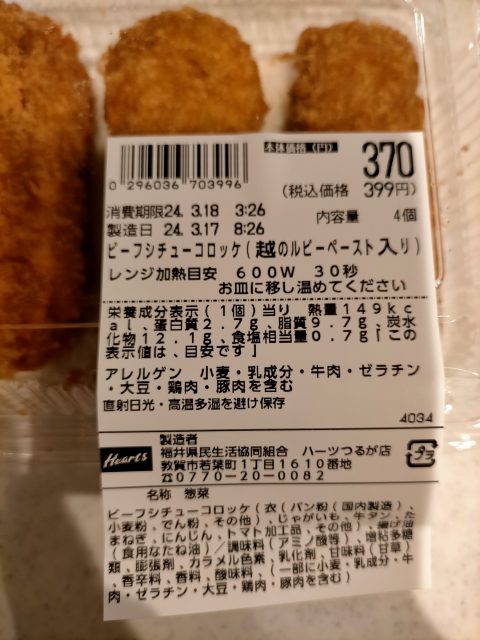 本体価格(円)
370
(税込価格 399円)
0 296036 703996
消費期限24. 3.18 3:26
内容量 4個
製造日 24. 3.17 8:26
ビーフシチューコロッケ(越のルビーペースト入り)
レンジ加熱目安 600W 30秒
お皿に移し温めてください
栄養成分表示(1個)当り 熱量149kc
al、蛋白質2.7g、脂質9.7g、炭水
化物12.1g、食塩相当量0.7g「この
表示値は、目安です」
アレルゲン 小麦・乳成分・牛肉・ゼラチン
・大豆・鶏肉・豚肉を含む
直射日光・高温多湿を避け保存
4034
製造者
Hearts
福井県民生活協同組合 ハーツつるが店
敦賀市若葉町1丁目1610番地
☎0770-20-0082
プラ
名称 惣菜
ビーフシチューコロッケ(衣(パン粉(国内製造)、
小麦粉、でん粉、その他)、じゃがいも、牛タン、た
まねぎ、にんじん、トマト加工品、その他)、揚げ油
(食用なたね油)/調味料(アミノ酸等)、増粘多糖
類、膨張剤、カラメル色素、乳化剤、甘味料(甘草)
、香辛料、香料、酸味料、(一部に小麦・乳成分・牛
肉・ゼラチン・大豆・鶏肉・豚肉を含む)